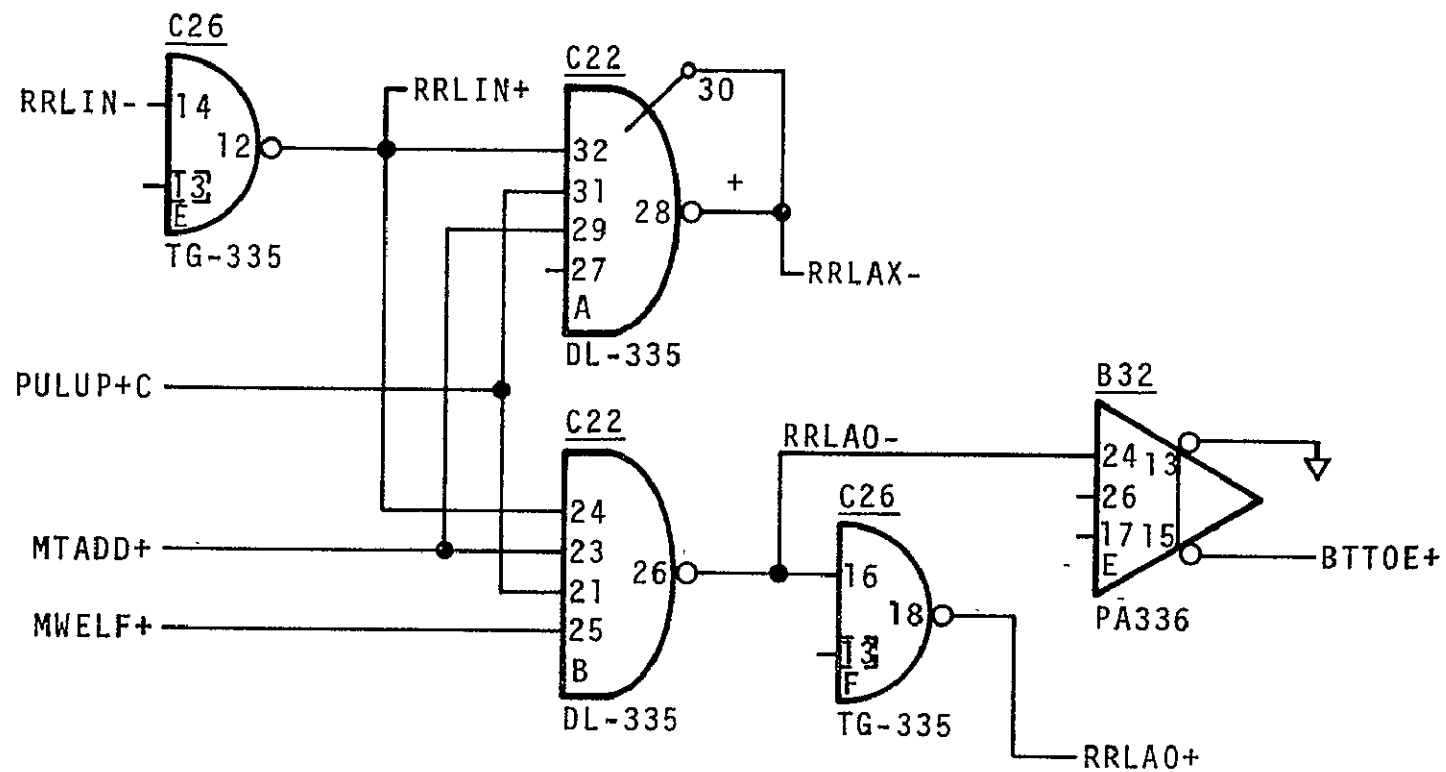 C26
RRLIN-
14
12
13
E
TG-335
RRLIN+
C22
30
32
31
29
27
A
28
+
DL-335
RRLAX-
PULUP+C
MTADD+
MWELF+
C22
24
23
21
25
B
26
DL-335
RRLAO-
C26
16
18
13
F
TG-335
RRLAO+
B32
24
13
26
17
15
E
PA336
BTTOE+